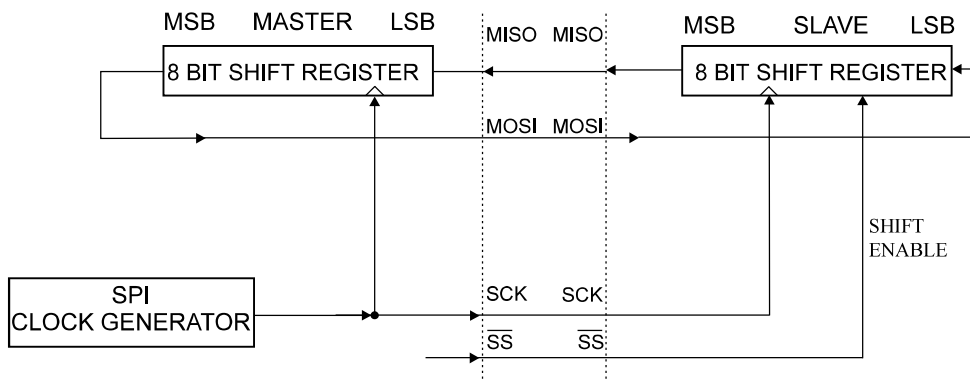 MSB MASTER LSB
MISO MISO
MSB SLAVE LSB
8 BIT SHIFT REGISTER
8 BIT SHIFT REGISTER
MOSI MOSI
SHIFT
ENABLE
SPI
CLOCK GENERATOR
SCK SCK
SS SS